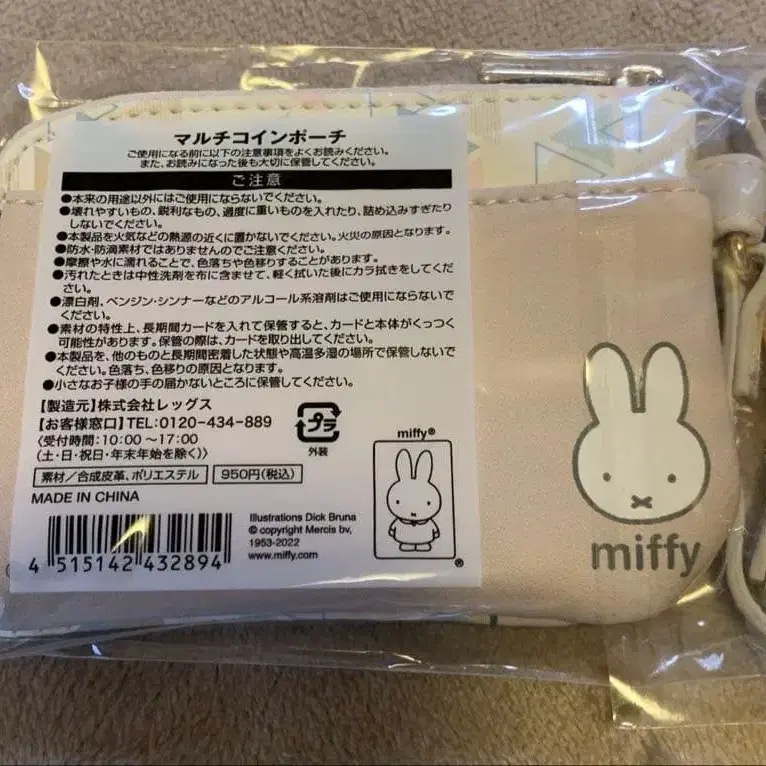 マルチコインポーチ
ご使用になる前に以下の注意事項をよくお読みください。
また、お読みになった後も大切に保管してください。
ご注意
●本来の用途以外にはご使用にならないでください。
●壊れやすいもの、鋭利なもの、過度に重いものを入れたり、詰め込みすぎたり
しないでください。
●本製品を火気などの熱源の近くに置かないでください。火災の原因となります。
●防水・防滴素材ではありませんのでご注意ください。
●摩擦や水に濡れることで、色落ちや色移りすることがあります。
●汚れたときは中性洗剤を布に含ませて、軽く拭いた後にカラ拭きをしてくだ
さい。
●漂白剤、ベンジン・シンナーなどのアルコール系溶剤はご使用にならないで
ください。
●素材の特性上、長期間カードを入れて保管すると、カードと本体がくっつく
可能性があります。保管の際は、カードを取り出してください。
●本製品を、他のものと長期間密着した状態や高温多湿の場所で保管しない
でください。色落ち、色移りの原因となります。
●小さなお子様の手の届かないところに保管してください。
【製造元】株式会社レッグス
【お客様窓口】TEL:0120-434-889
〈受付時間:10:00～17:00
(土・日・祝日・年末年始を除く)〉
プラ
外装
素材/合成皮革、ポリエステル
950円(税込)
MADE IN CHINA
Illustrations Dick Bruna
© copyright Mercis bv,
1953-2022
www.miffy.com
4 515142 432894
miffy®
®
miffy